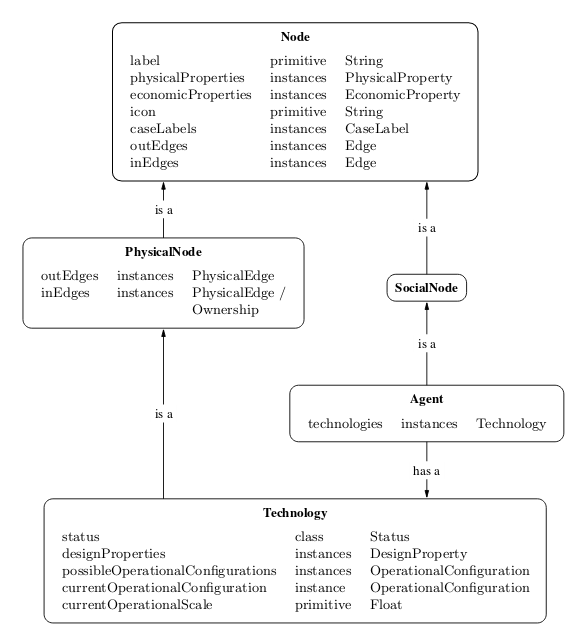 Node
label primitive String
physicalProperties instances PhysicalProperty
economicProperties instances EconomicProperty
icon primitive String
caseLabels instances CaseLabel
outEdges instances Edge
inEdges instances Edge
is a
is a
PhysicalNode
outEdges instances PhysicalEdge
inEdges instances PhysicalEdge /
Ownership
SocialNode
is a
is a
Agent
technologies instances Technology
has a
Technology
status class Status
designProperties instances DesignProperty
possibleOperationalConfigurations instances OperationalConfiguration
currentOperationalConfiguration instance OperationalConfiguration
currentOperationalScale primitive Float